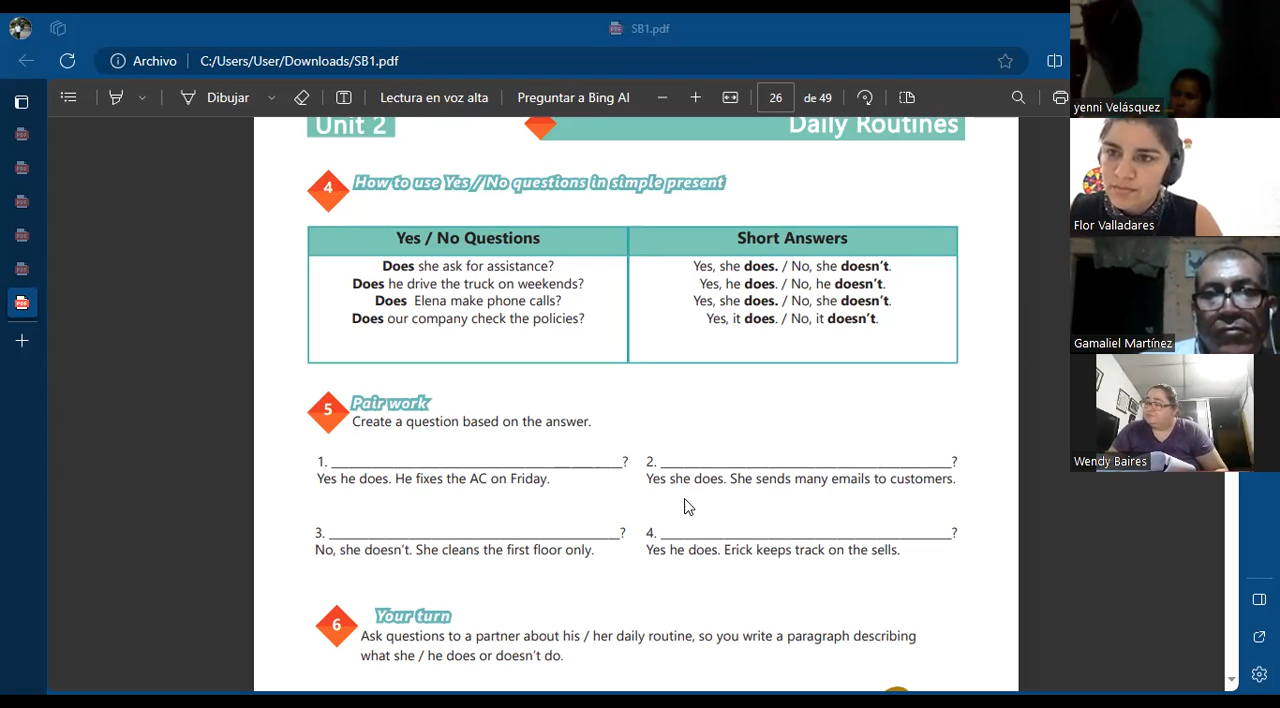 SB1.pdf
Archivo
C:/Users/User/Downloads/SB1.pdf
Dibujar
Lectura en voz alta
Preguntar a Bing AI
26
de 49
Unit 2
Daily Routines
4
How to use Yes / No questions in simple present
Yes / No Questions
Short Answers
Does she ask for assistance?
Yes, she does. / No, she doesn't.
Does he drive the truck on weekends?
Yes, he does. / No, he doesn't.
Does Elena make phone calls?
Yes, she does. / No, she doesn't.
Does our company check the policies?
Yes, it does. / No, it doesn't.
5
Pair work
Create a question based on the answer.
1. ______________________________________?
Yes he does. He fixes the AC on Friday.
2. ______________________________________?
Yes she does. She sends many emails to customers.
3. ______________________________________?
No, she doesn't. She cleans the first floor only.
4. ______________________________________?
Yes he does. Erick keeps track on the sells.
6
Your turn
Ask questions to a partner about his / her daily routine, so you write a paragraph describing
what she / he does or doesn't do.
yenni Velásquez
Flor Valladares
Gamaliel Martínez
Wendy Baires